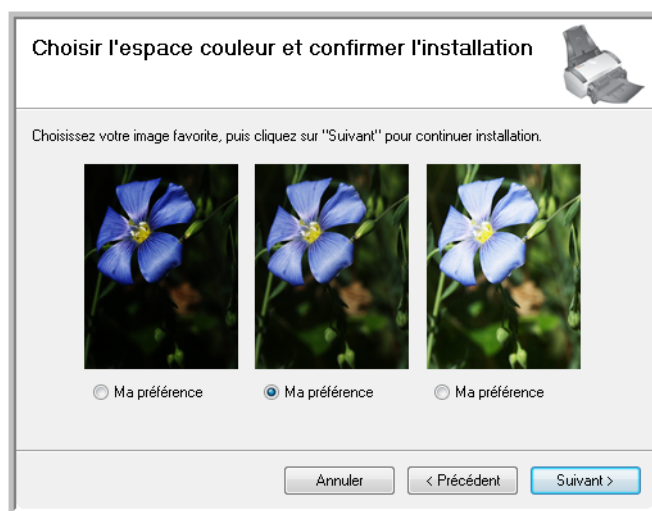 Choisir l'espace couleur et confirmer l'installation
Choisissez votre image favorite, puis cliquez sur "Suivant" pour continuer installation.
Ma préférence
Ma préférence
Ma préférence
Annuler
< Précédent
Suivant >